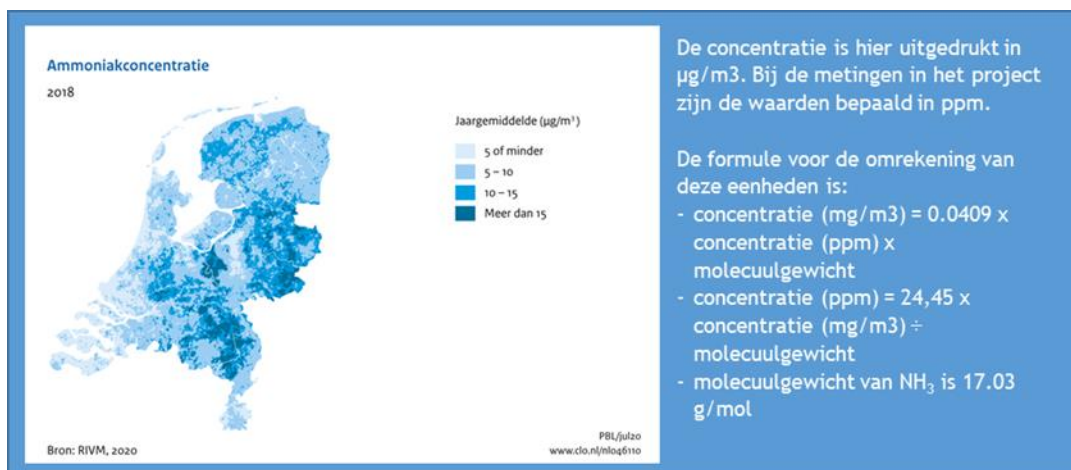 Ammoniakconcentratie
2018
Jaargemiddelde (µg/m³)
5 of minder
5 – 10
10 – 15
Meer dan 15
Bron: RIVM, 2020
PBL/jul20
www.clo.nl/nl046110
De concentratie is hier uitgedrukt in
µg/m3. Bij de metingen in het project
zijn de waarden bepaald in ppm.
De formule voor de omrekening van
deze eenheden is:
- concentratie (mg/m3) = 0.0409 x
concentratie (ppm) x
molecuulgewicht
- concentratie (ppm) = 24,45 x
concentratie (mg/m3) ÷
molecuulgewicht
- molecuulgewicht van NH₃ is 17.03
g/mol